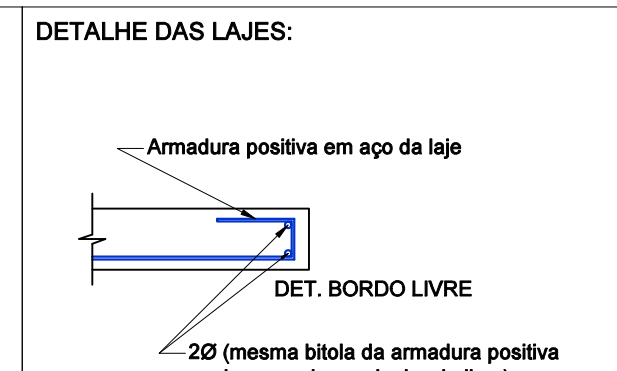 DETALHE DAS LAJES:
Armadura positiva em aço da laje
DET. BORDO LIVRE
2Ø (mesma bitola da armadura positiva